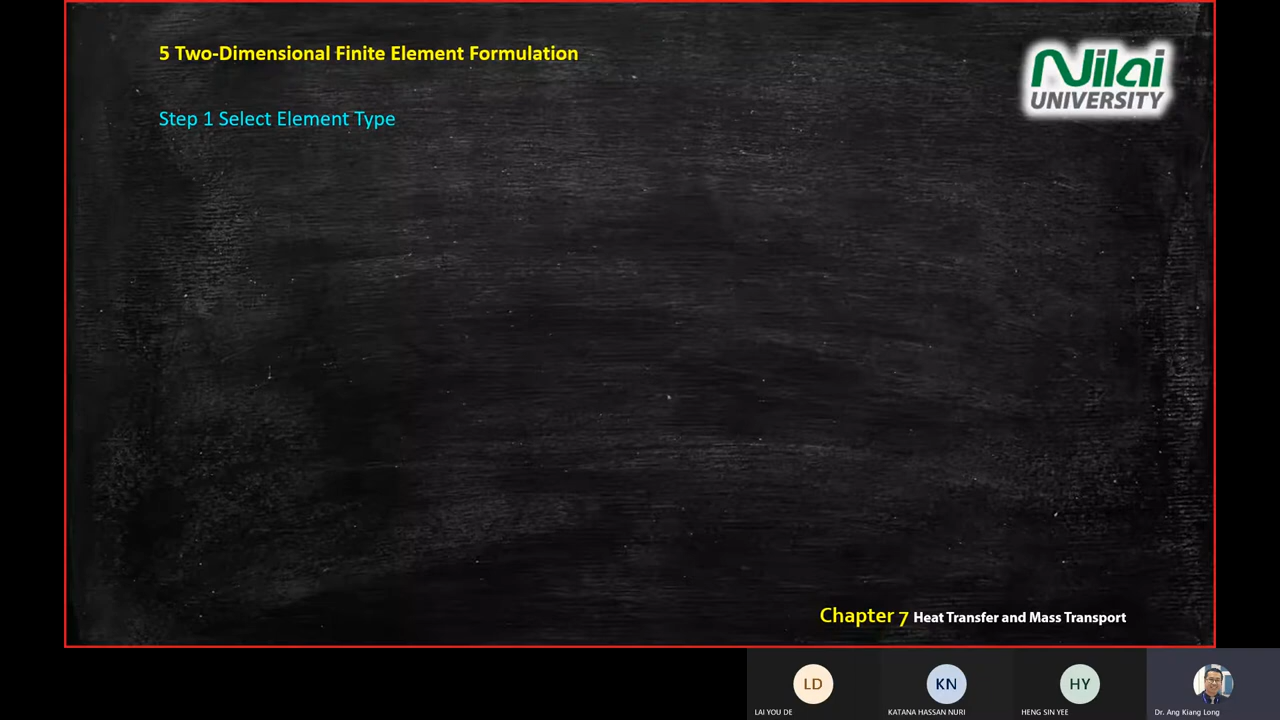 5 Two-Dimensional Finite Element Formulation
Nilai
UNIVERSITY
Step 1 Select Element Type
Chapter 7 Heat Transfer and Mass Transport
LD
KN
HY
LAI YOU DE
KATANA HASSAN NURI
HENG SIN YEE
Dr. Ang Kiang Long